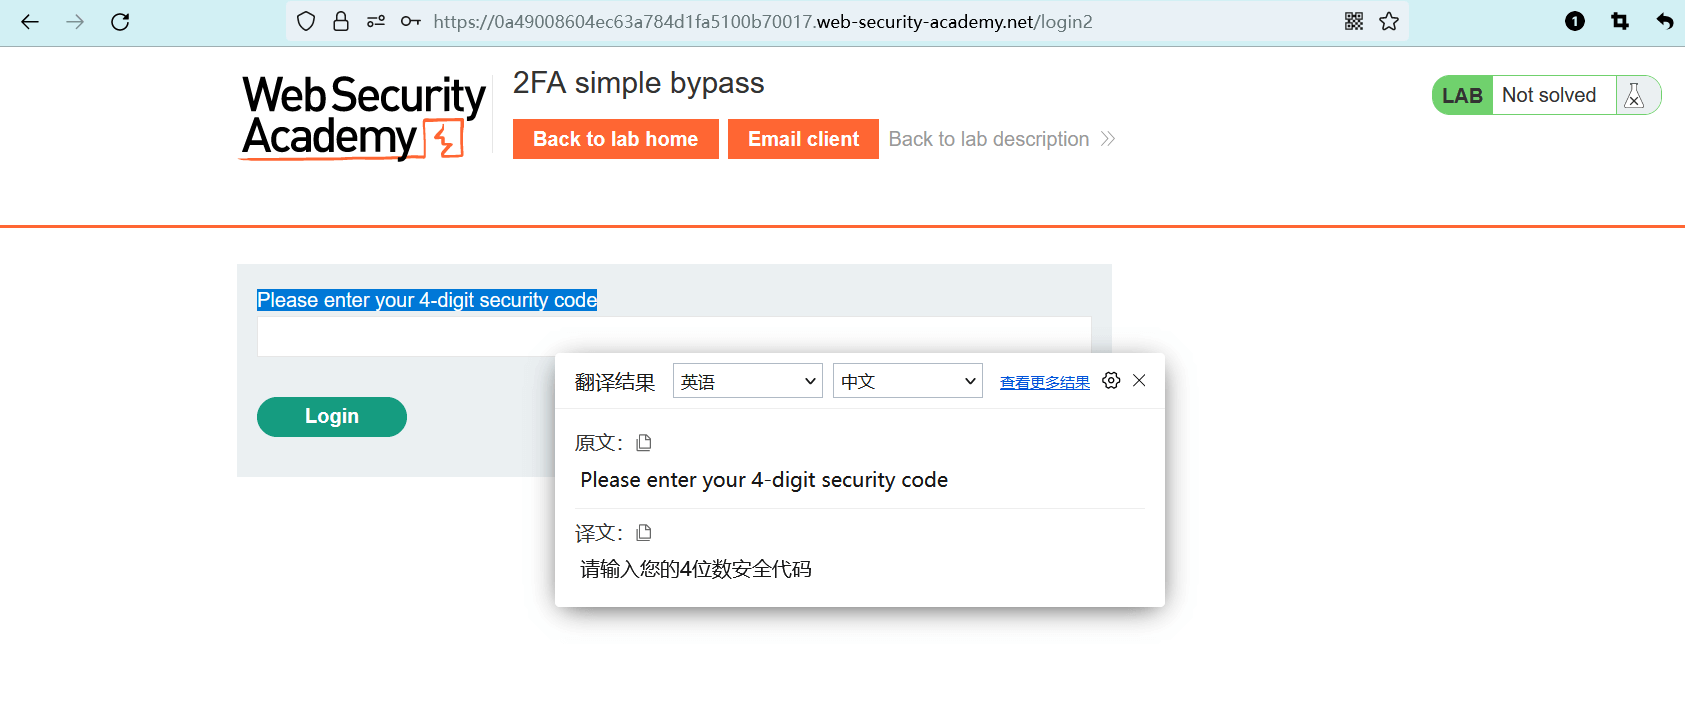 https://0a49008604ec63a784d1fa5100b70017.web-security-academy.net/login2
1
Web Security
Academy
2FA simple bypass
Back to lab home
Email client
Back to lab description
LAB
Not solved
Please enter your 4-digit security code
Login
翻译结果
英语
中文
查看更多结果
原文：
Please enter your 4-digit security code
译文：
请输入您的4位数安全代码